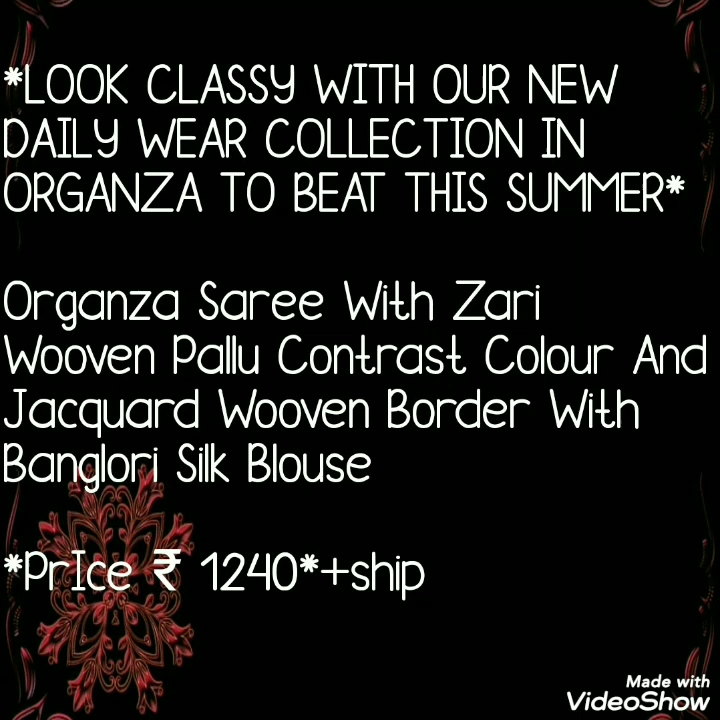 *LOOK CLASSY WITH OUR NEW
DAILY WEAR COLLECTION IN
ORGANZA TO BEAT THIS SUMMER*
Organza Saree With Zari
Wooven Pallu Contrast Colour And
Jacquard Wooven Border With
Banglori Silk Blouse
*PrIce ₹ 1240*+ship
Made with
VideoShow